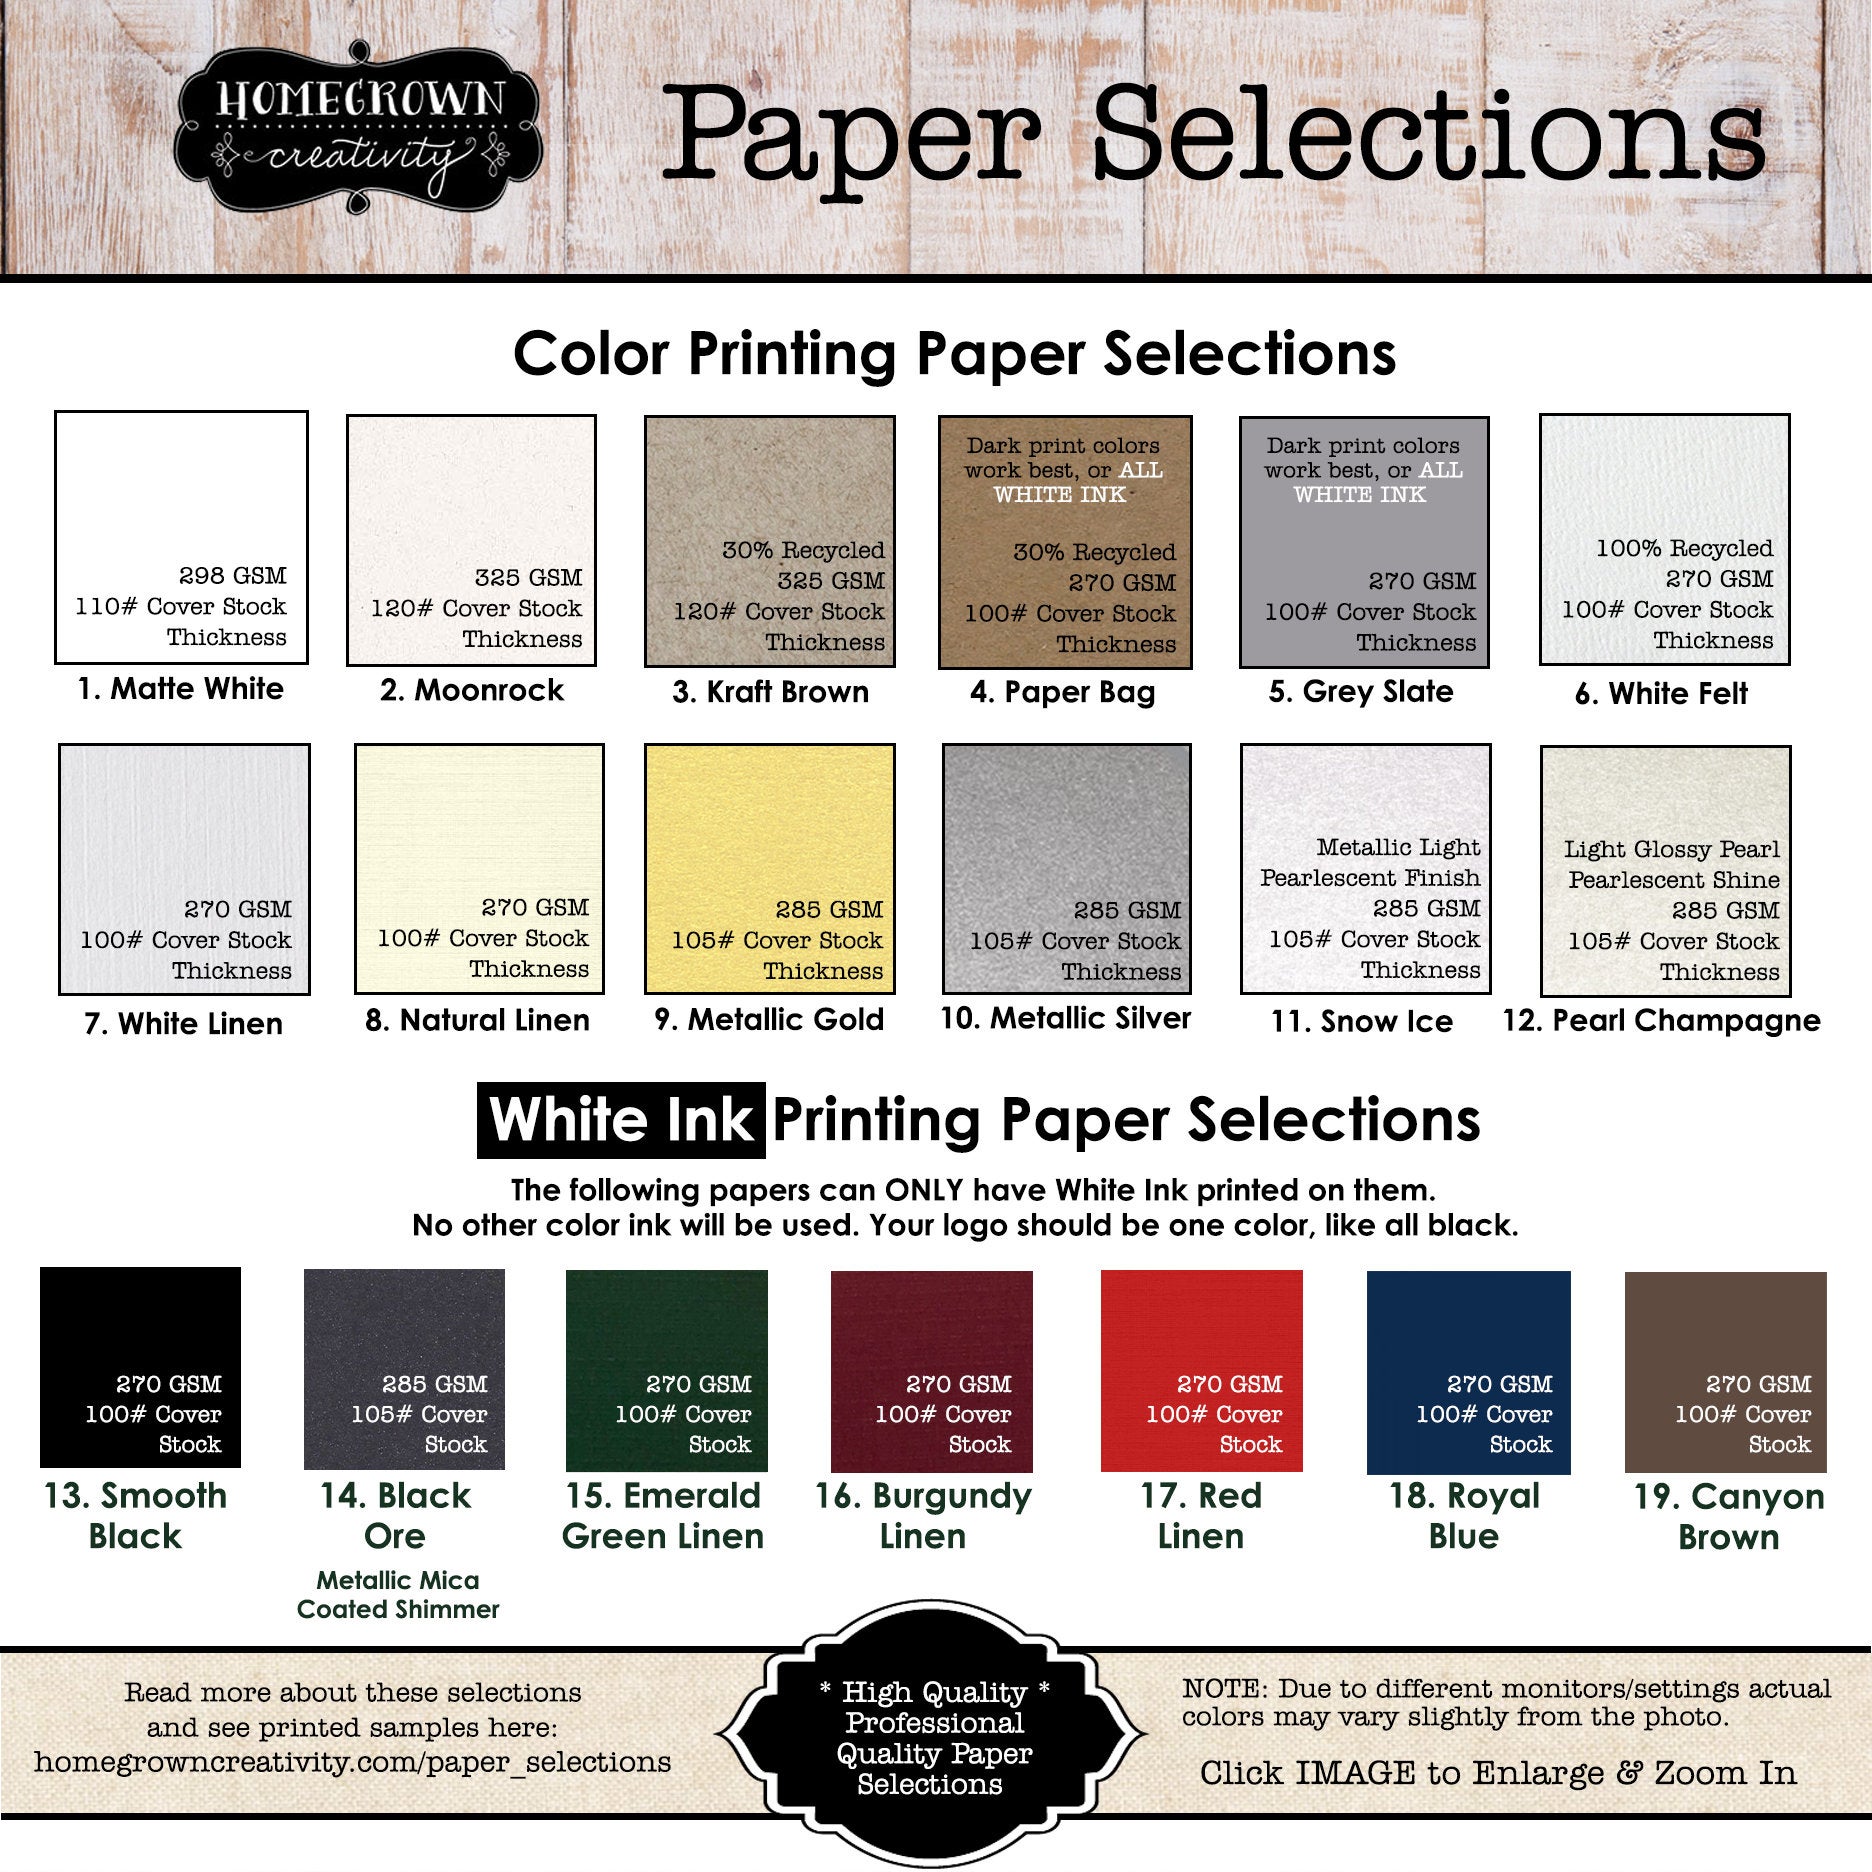 HOMEGROWN
creativity
Paper Selections
Color Printing Paper Selections
298 GSM
110# Cover Stock
Thickness
1. Matte White
325 GSM
120# Cover Stock
Thickness
2. Moonrock
30% Recycled
325 GSM
120# Cover Stock
Thickness
3. Kraft Brown
Dark print colors
work best, or ALL
WHITE INK
30% Recycled
270 GSM
100# Cover Stock
Thickness
4. Paper Bag
Dark print colors
work best, or ALL
WHITE INK
270 GSM
100# Cover Stock
Thickness
5. Grey Slate
100% Recycled
270 GSM
100# Cover Stock
Thickness
6. White Felt
270 GSM
100# Cover Stock
Thickness
7. White Linen
270 GSM
100# Cover Stock
Thickness
8. Natural Linen
285 GSM
105# Cover Stock
Thickness
9. Metallic Gold
285 GSM
105# Cover Stock
Thickness
10. Metallic Silver
Metallic Light
Pearlescent Finish
285 GSM
105# Cover Stock
Thickness
11. Snow Ice
Light Glossy Pearl
Pearlescent Shine
285 GSM
105# Cover Stock
Thickness
12. Pearl Champagne
White Ink Printing Paper Selections
The following papers can ONLY have White Ink printed on them.
No other color ink will be used. Your logo should be one color, like all black.
270 GSM
100# Cover
Stock
13. Smooth
Black
285 GSM
105# Cover
Stock
14. Black
Ore
Metallic Mica
Coated Shimmer
270 GSM
100# Cover
Stock
15. Emerald
Green Linen
270 GSM
100# Cover
Stock
16. Burgundy
Linen
270 GSM
100# Cover
Stock
17. Red
Linen
270 GSM
100# Cover
Stock
18. Royal
Blue
270 GSM
100# Cover
Stock
19. Canyon
Brown
Read more about these selections
and see printed samples here:
homegrowncreativity.com/paper_selections
* High Quality *
Professional
Quality Paper
Selections
NOTE: Due to different monitors/settings actual
colors may vary slightly from the photo.
Click IMAGE to Enlarge & Zoom In